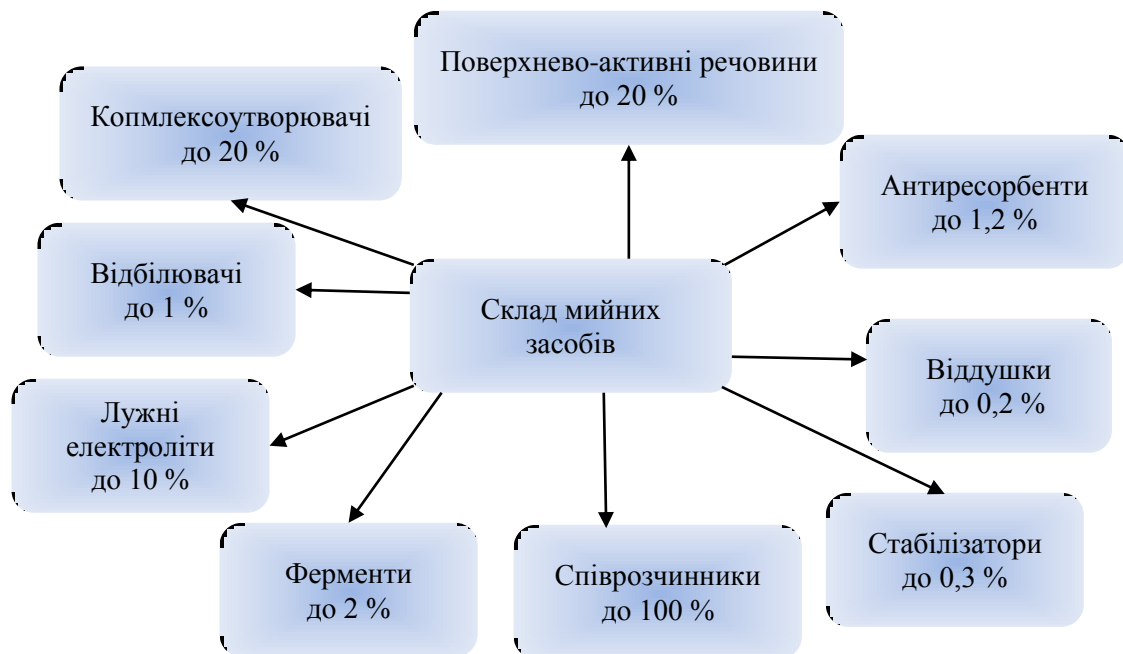 Поверхнево-активні речовини
до 20 %
Копмлексоутворювачі
до 20 %
Антиресорбенти
до 1,2 %
Відбілювачі
до 1 %
Склад мийних
засобів
Віддушки
до 0,2 %
Лужні
електроліти
до 10 %
Стабілізатори
до 0,3 %
Ферменти
до 2 %
Співрозчинники
до 100 %